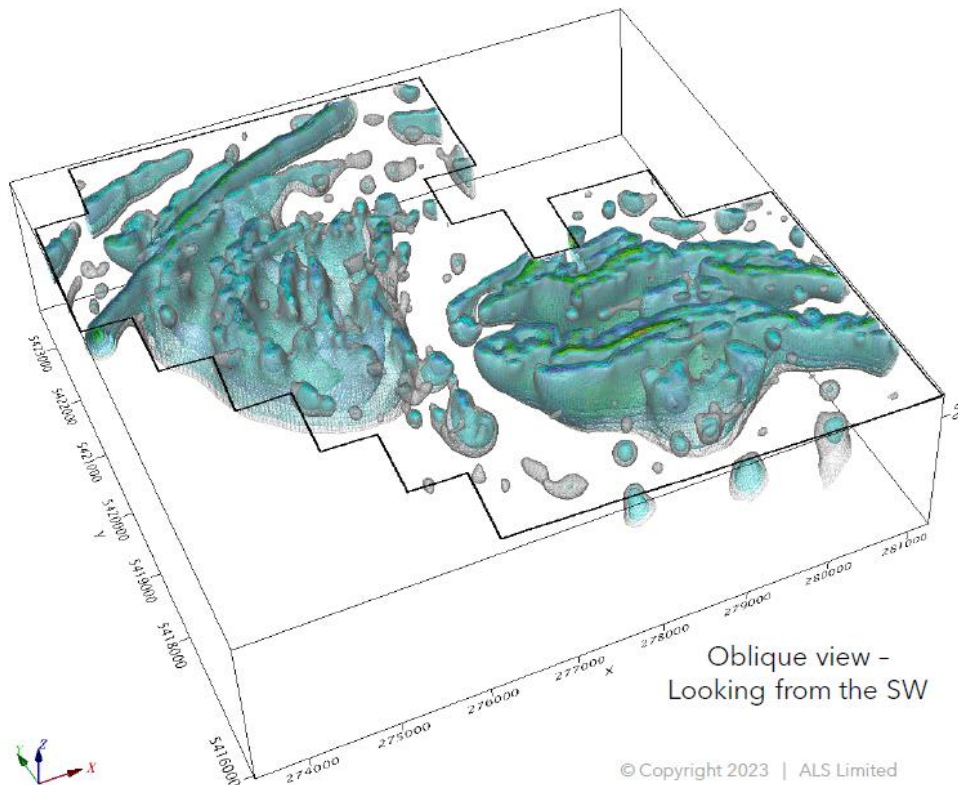 5423000
5422000
5421000
5420000
5419000
5418000
5416000
Y
274000
275000
276000
277000
278000
279000
280000
281000
X
Oblique view –
Looking from the SW
Y
Z
X
© Copyright 2023 | ALS Limited